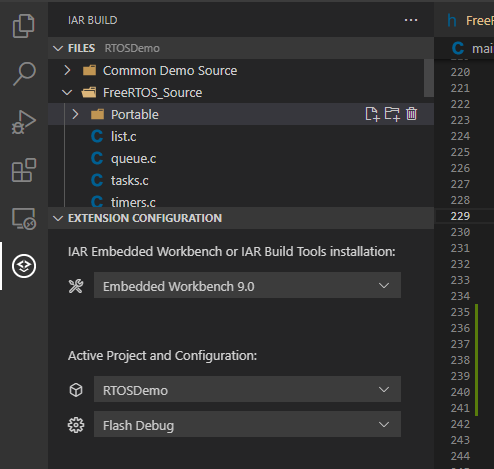 IAR BUILD
FILES RTOSDemo
Common Demo Source
FreeRTOS_Source
Portable
C list.c
C queue.c
C tasks.c
timers.c
EXTENSION CONFIGURATION
IAR Embedded Workbench or IAR Build Tools installation:
Embedded Workbench 9.0
Active Project and Configuration:
RTOSDemo
Flash Debug
h FreeR
C mai
220
221
222
223
224
225
226
227
228
229
230
231
232
233
234
235
236
237
238
239
240
241
242
243
244